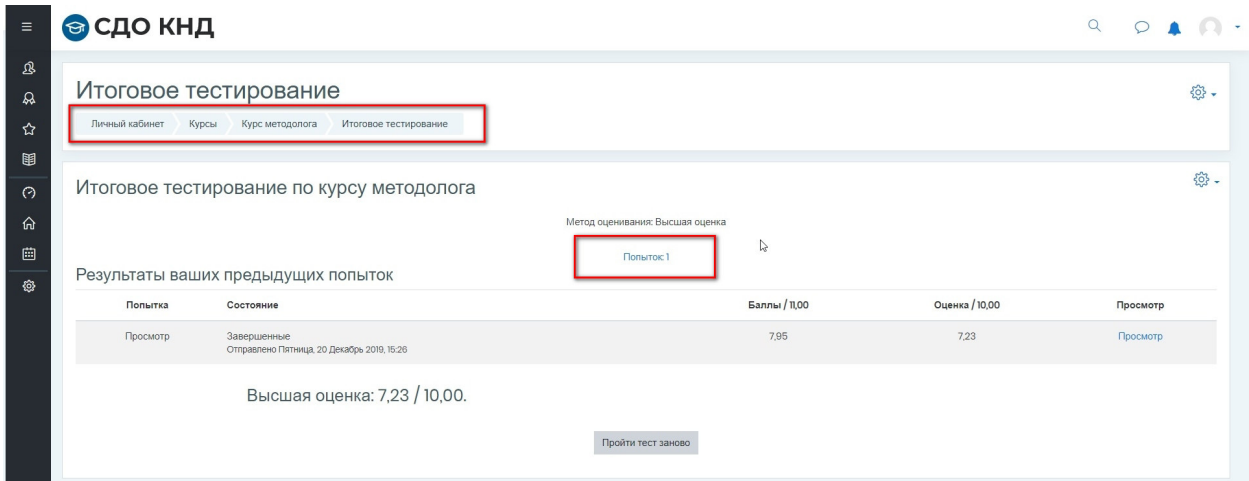 СДО КНД
Итоговое тестирование
Личный кабинет Курсы Курс методолога Итоговое тестирование
Итоговое тестирование по курсу методолога
Метод оценивания: Высшая оценка
Попыток: 1
Результаты ваших предыдущих попыток
Попытка Состояние Баллы / 11,00 Оценка / 10,00 Просмотр
Просмотр Завершенные 7,95 7,23 Просмотр
Отправлено Пятница, 20 Декабрь 2019, 15:26
Высшая оценка: 7,23 / 10,00.
Пройти тест заново